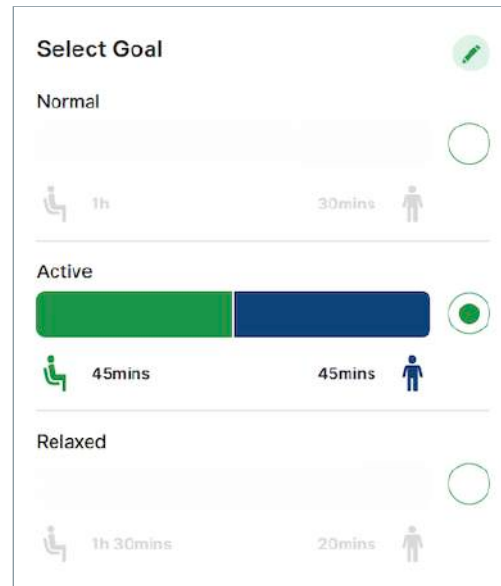 Select Goal
Normal
1h 30mins
Active
45mins 45mins
Relaxed
1h 30mins 20mins